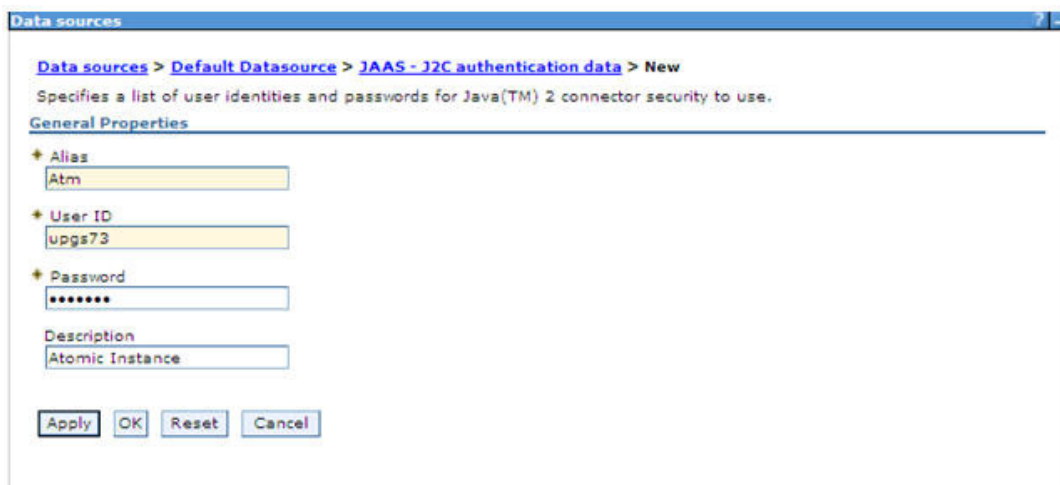 Data sources ? -
Data sources > Default Datasource > JAAS - J2C authentication data > New
Specifies a list of user identities and passwords for Java(TM) 2 connector security to use.
General Properties
Alias
Atm
User ID
upgs73
Password
•••••••
Description
Atomic Instance
Apply OK Reset Cancel